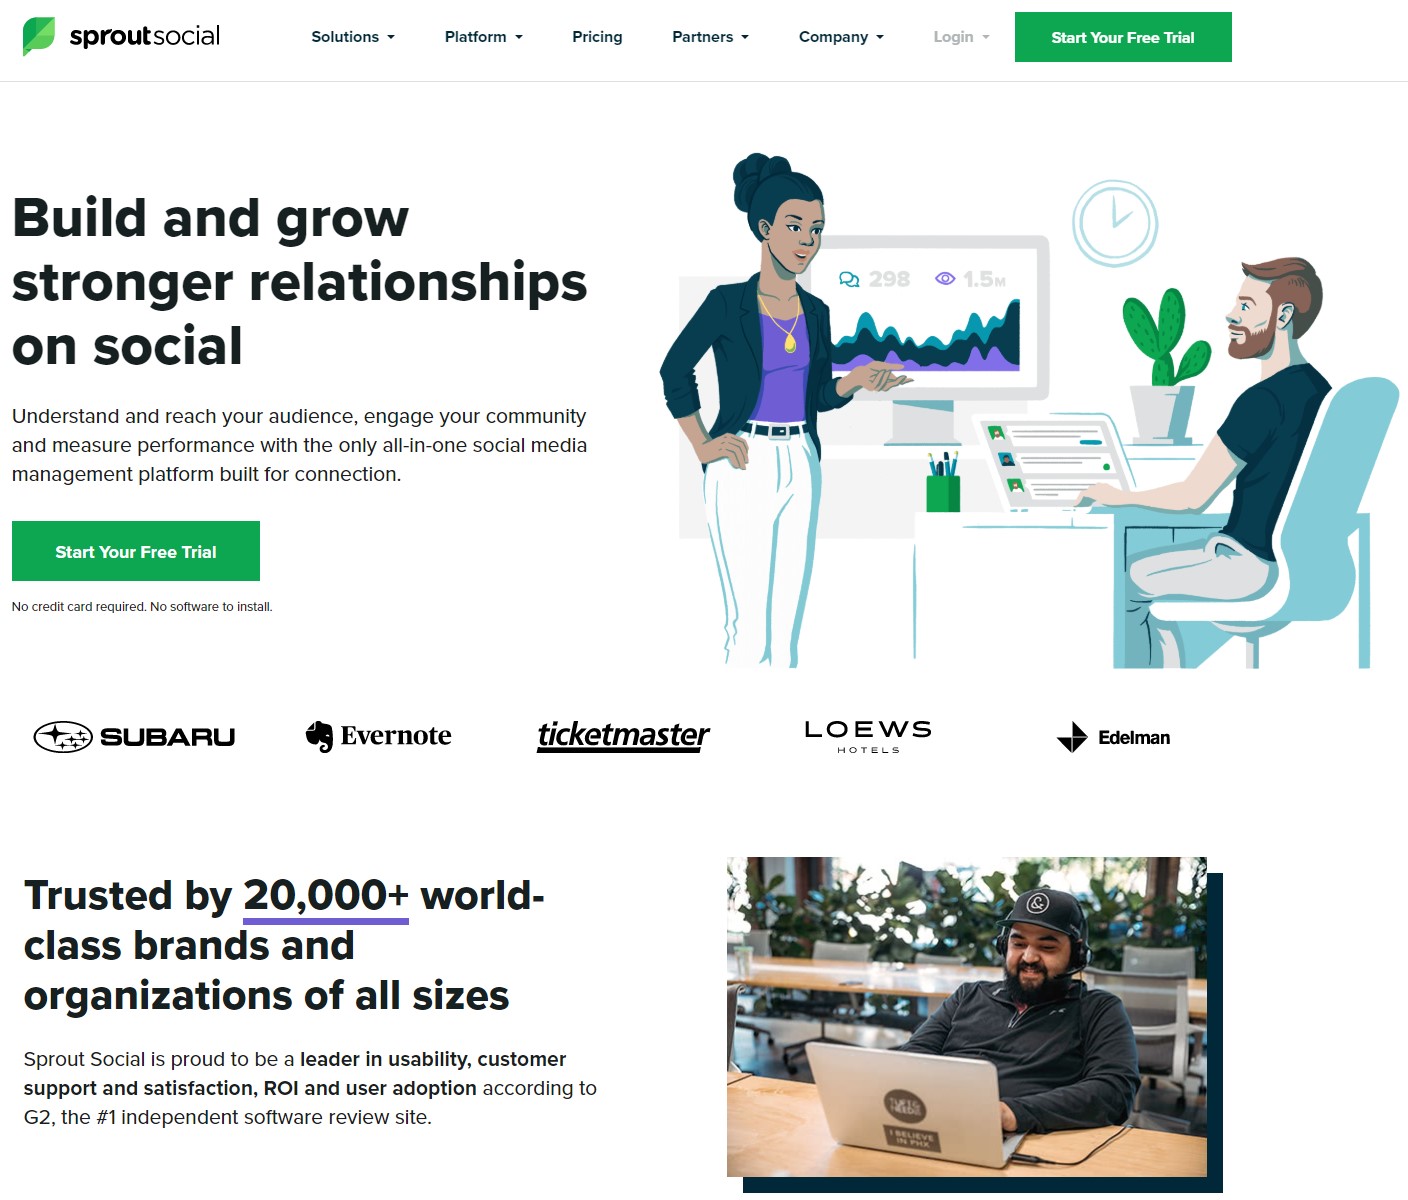 sproutsocial
Solutions
Platform
Pricing
Partners
Company
Login
Start Your Free Trial
Build and grow
stronger relationships
on social
Understand and reach your audience, engage your community
and measure performance with the only all-in-one social media
management platform built for connection.
Start Your Free Trial
No credit card required. No software to install.
298
1.5M
SUBARU
Evernote
ticketmaster
LOEWS
HOTELS
Edelman
Trusted by 20,000+ world-
class brands and
organizations of all sizes
Sprout Social is proud to be a leader in usability, customer
support and satisfaction, ROI and user adoption according to
G2, the #1 independent software review site.
&
TUFT &
NEEDLE
I BELIEVE
IN PHX